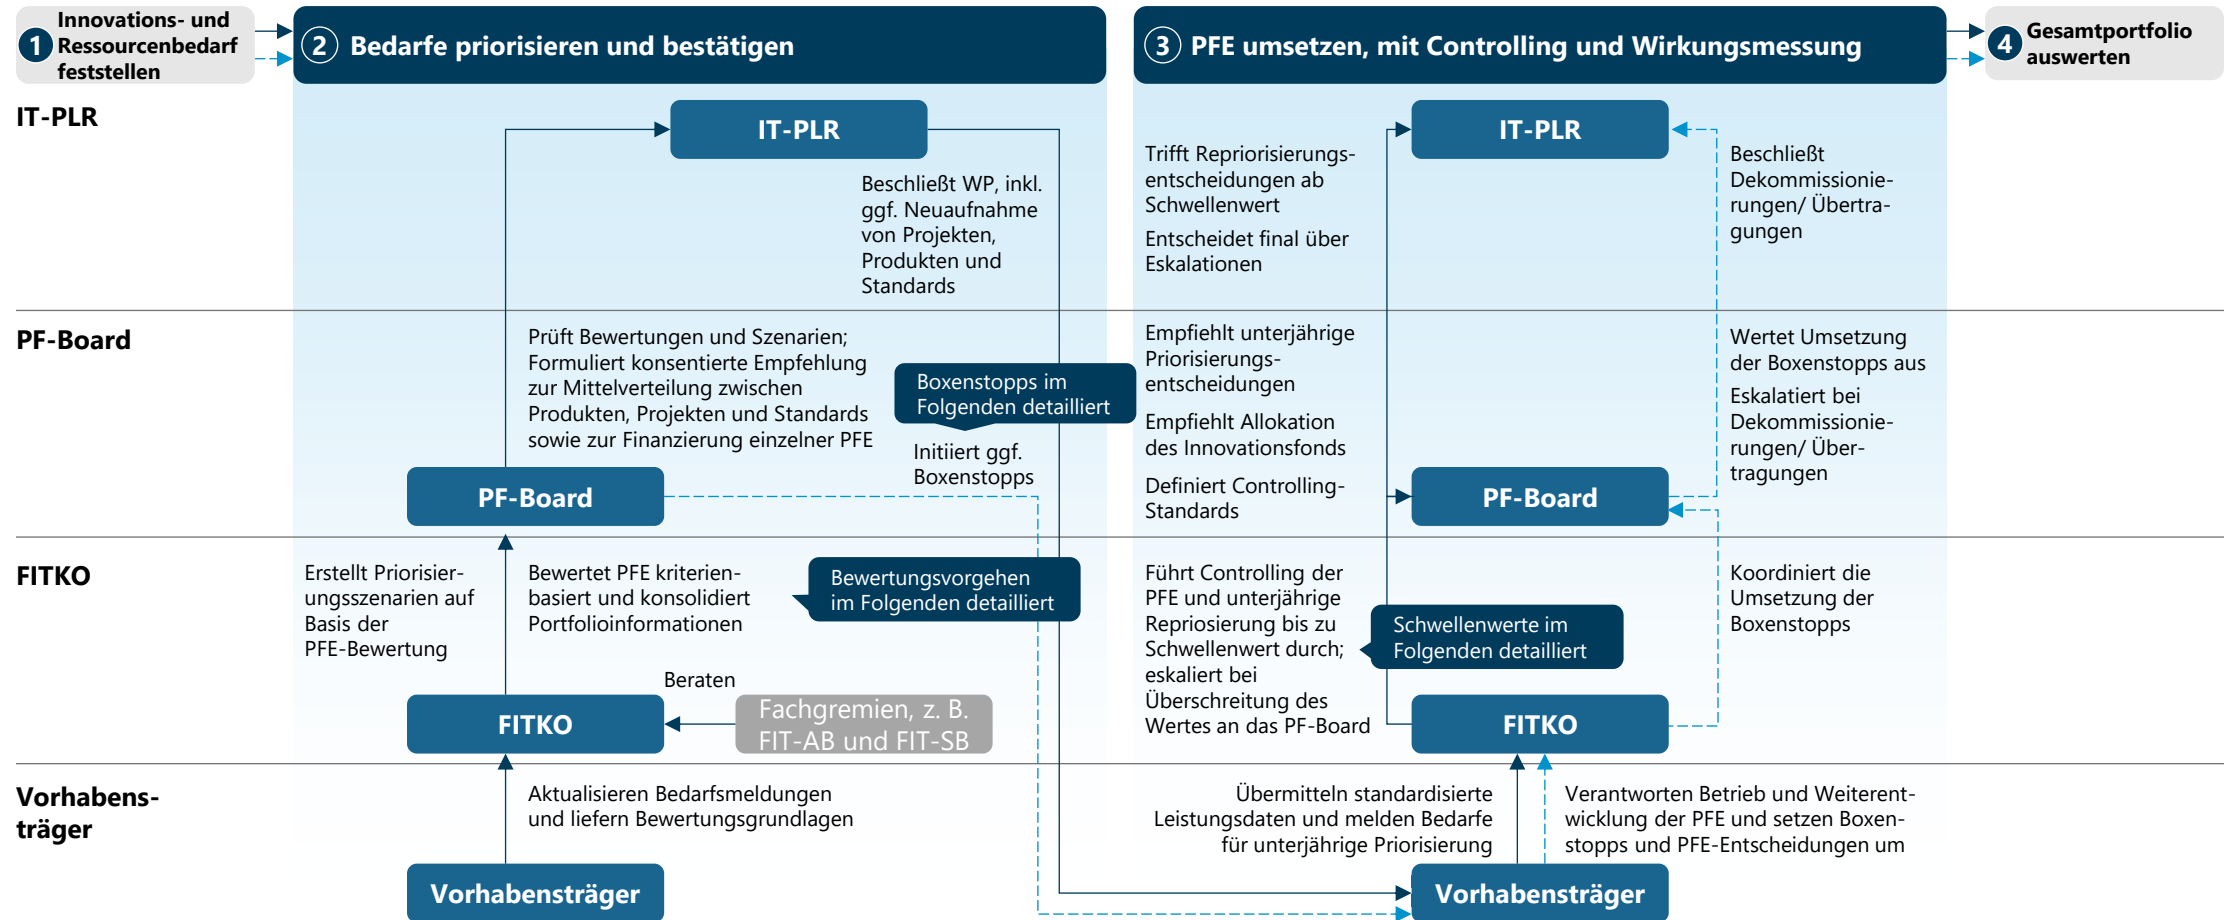 1
Innovations- und
Ressourcenbedarf
feststellen
2 Bedarfe priorisieren und bestätigen
3 PFE umsetzen, mit Controlling und Wirkungsmessung
4
Gesamtportfolio
auswerten
IT-PLR
IT-PLR
Beschließt WP, inkl.
ggf. Neuaufnahme
von Projekten,
Produkten und
Standards
Trifft Repriorisierungs-
entscheidungen ab
Schwellenwert
Entscheidet final über
Eskalationen
IT-PLR
Beschließt
Dekommissionie-
rungen/ Übertra-
gungen
PF-Board
Prüft Bewertungen und Szenarien;
Formuliert konsentierte Empfehlung
zur Mittelverteilung zwischen
Produkten, Projekten und Standards
sowie zur Finanzierung einzelner PFE
Boxenstopps im
Folgenden detailliert
Initiiert ggf.
Boxenstopps
PF-Board
Empfiehlt unterjährige
Priorisierungs-
entscheidungen
Empfiehlt Allokation
des Innovationsfonds
Definiert Controlling-
Standards
PF-Board
Wertet Umsetzung
der Boxenstopps aus
Eskalatiert bei
Dekommissionie-
rungen/ Über-
tragungen
FITKO
Erstellt Priorisier-
ungsszenarien auf
Basis der
PFE-Bewertung
Bewertet PFE kriterien-
basiert und konsolidiert
Portfolioinformationen
Bewertungsvorgehen
im Folgenden detailliert
Beraten
FITKO
Fachgremien, z. B.
FIT-AB und FIT-SB
Führt Controlling der
PFE und unterjährige
Repriosierung bis zu
Schwellenwert durch;
eskaliert bei
Überschreitung des
Wertes an das PF-Board
Schwellenwerte im
Folgenden detailliert
FITKO
Koordiniert die
Umsetzung der
Boxenstopps
Vorhabens-
träger
Aktualisieren Bedarfsmeldungen
und liefern Bewertungsgrundlagen
Vorhabensträger
Übermitteln standardisierte
Leistungsdaten und melden Bedarfe
für unterjährige Priorisierung
Verantworten Betrieb und Weiterent-
wicklung der PFE und setzen Boxen-
stopps und PFE-Entscheidungen um
Vorhabensträger